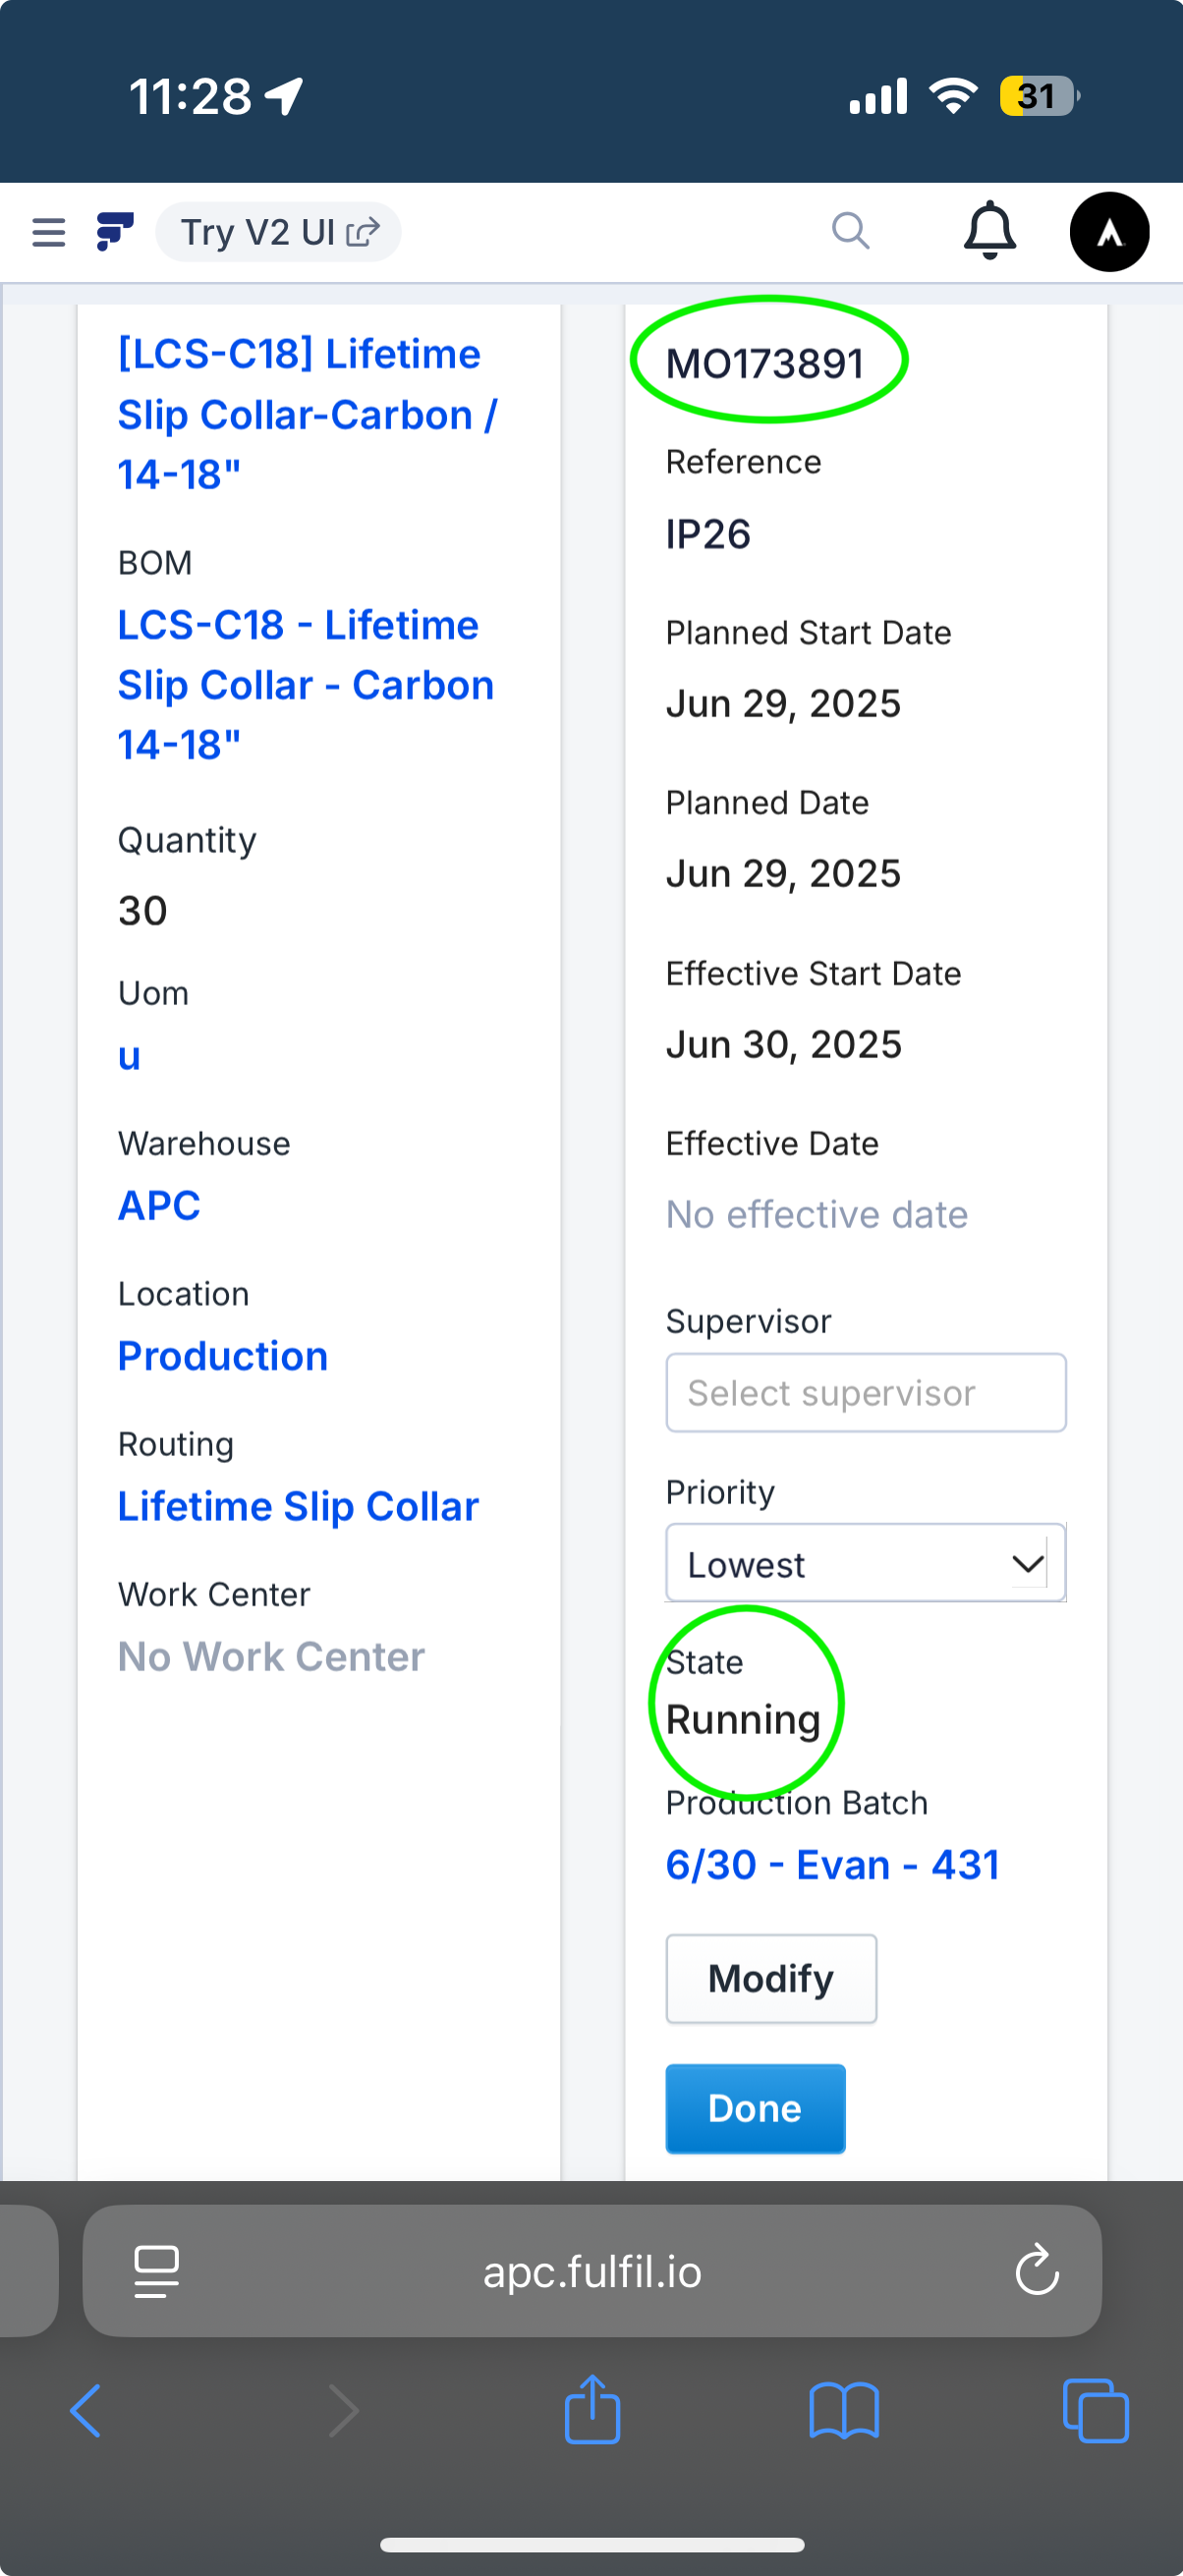 11:28
31
Try V2 UI
[LCS-C18] Lifetime
Slip Collar-Carbon /
14-18"
BOM
LCS-C18 - Lifetime
Slip Collar - Carbon
14-18"
Quantity
30
Uom
u
Warehouse
APC
Location
Production
Routing
Lifetime Slip Collar
Work Center
No Work Center
MO173891
Reference
IP26
Planned Start Date
Jun 29, 2025
Planned Date
Jun 29, 2025
Effective Start Date
Jun 30, 2025
Effective Date
No effective date
Supervisor
Select supervisor
Priority
Lowest
State
Running
Production Batch
6/30 - Evan - 431
Modify
Done
apc.fulfil.io